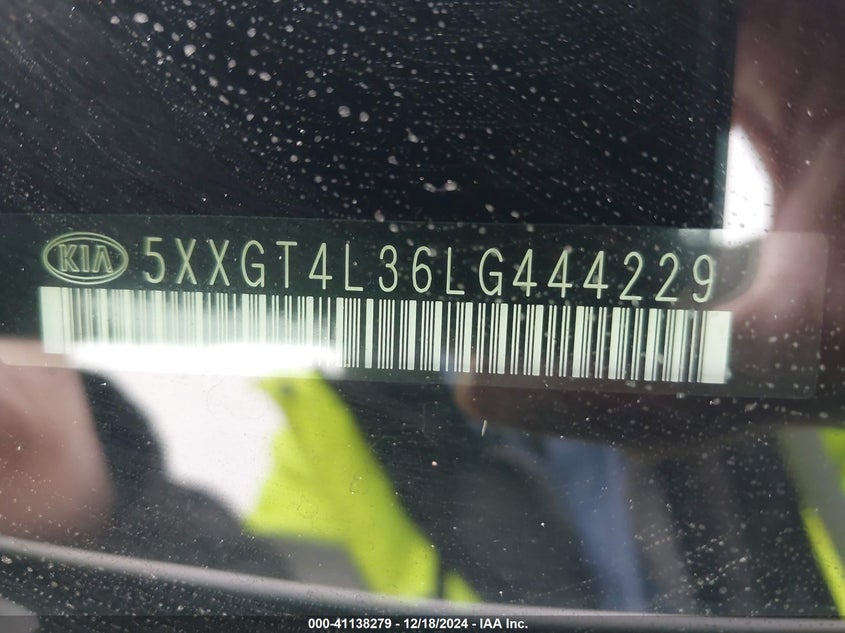 KIA 5XXGT4L36LG444229
000-41138279 - 12/18/2024 - IAA Inc.